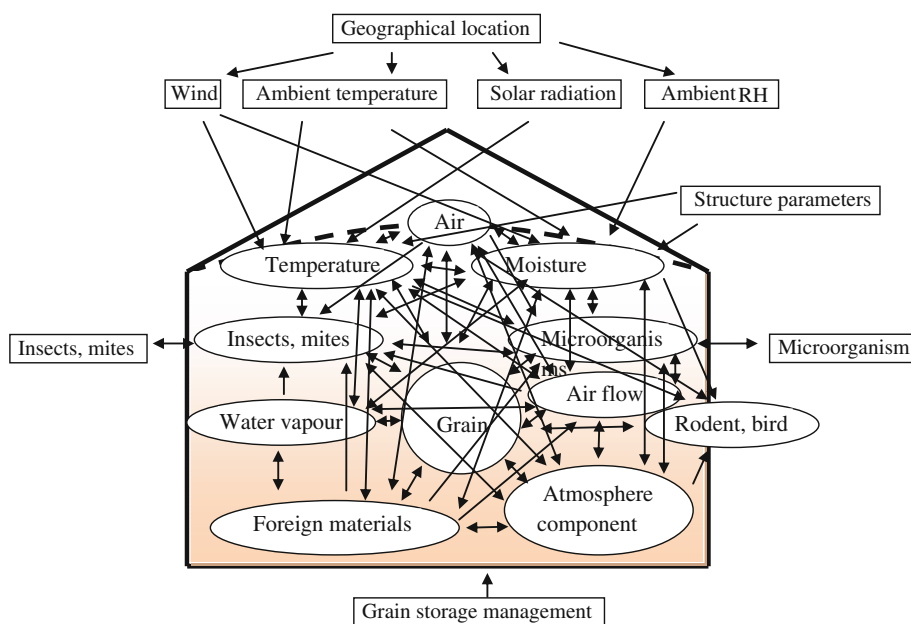 Geographical location
Wind
Ambient temperature
Solar radiation
Ambient RH
Structure parameters
Air
Temperature
Moisture
Insects, mites
Insects, mites
Microorganis
ms
Microorganism
Air flow
Water vapour
Grain
Rodent, bird
Foreign materials
Atmosphere
component
Grain storage management